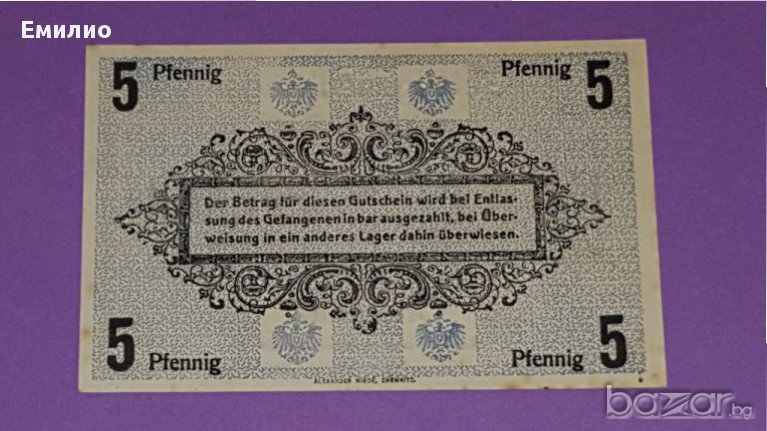 Емилио
5 Pfennig
Pfennig 5
Der Betrag für diesen Gutschein wird bei Entlas-
sung des Gefangenen in bar ausgezahlt, bei Über-
weisung in ein anderes Lager dahin überwiesen.
5 Pfennig
Pfennig 5
ALEXANDER WIEDE, CHEMNITZ.
bazar.bg